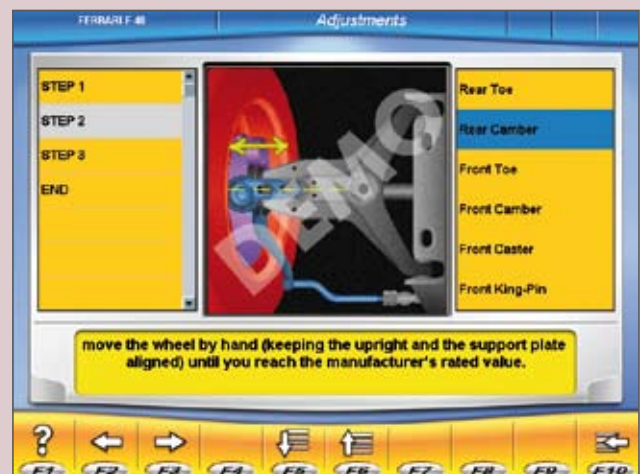 FERRARI F 40
Adjustments
STEP 1
STEP 2
STEP 3
END
DEMO
Rear Toe
Rear Camber
Front Toe
Front Camber
Front Caster
Front King-Pin
move the wheel by hand (keeping the upright and the support plate
aligned) until you reach the manufacturer's rated value.
?
F1 F2 F3 F4 F5 F6 F7 F8 F9 F10